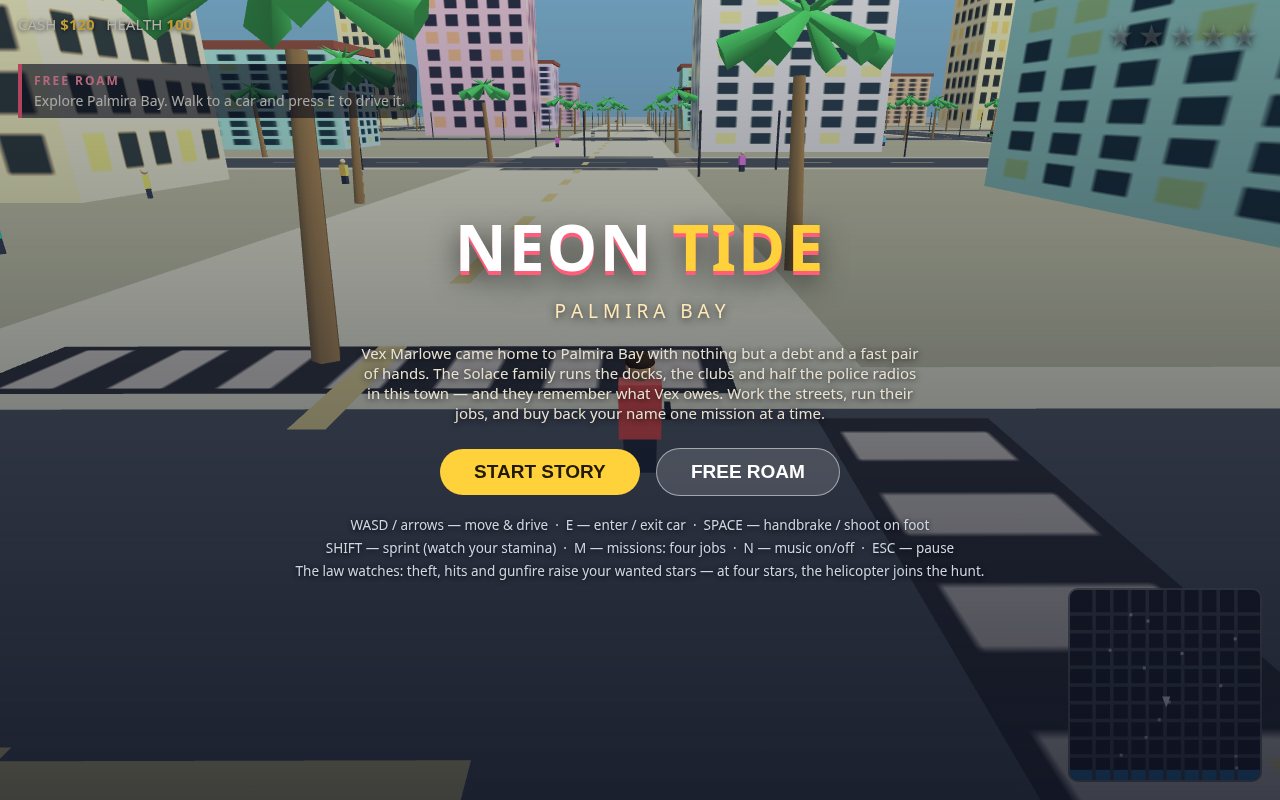 CASH $120 HEALTH 100
FREE ROAM
Explore Palmira Bay. Walk to a car and press E to drive it.
NEON TIDE
PALMIRA BAY
Vex Marlowe came home to Palmira Bay with nothing but a debt and a fast pair
of hands. The Solace family runs the docks, the clubs and half the police radios
in this town — and they remember what Vex owes. Work the streets, run their
jobs, and buy back your name one mission at a time.
START STORY
FREE ROAM
WASD / arrows — move & drive · E — enter / exit car · SPACE — handbrake / shoot on foot
SHIFT — sprint (watch your stamina) · M — missions: four jobs · N — music on/off · ESC — pause
The law watches: theft, hits and gunfire raise your wanted stars — at four stars, the helicopter joins the hunt.